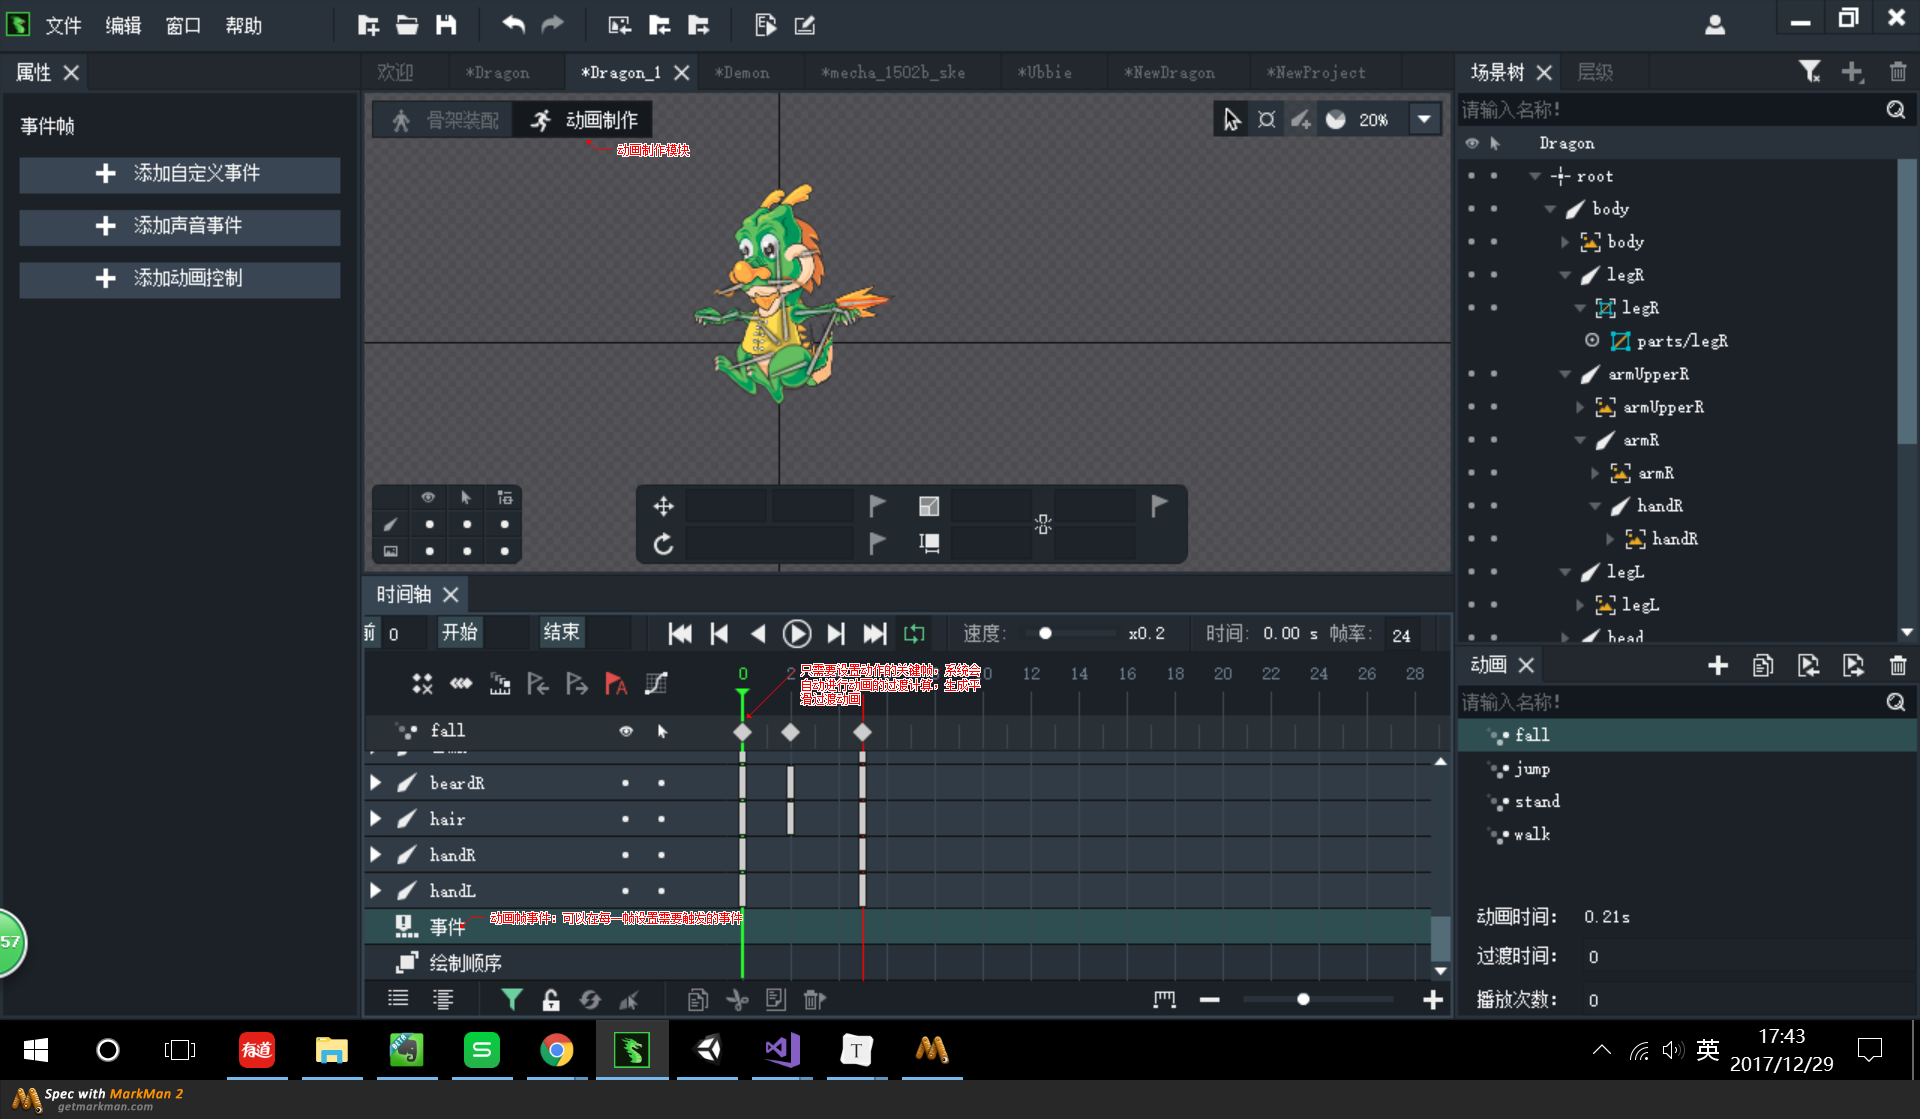 文件 编辑 窗口 帮助
属性
欢迎 *Dragon *Dragon_1 *Demon *mecha_1502b_ske *Ubbie *NewDragon *NewProject
场景树 层级
事件帧
添加自定义事件
添加声音事件
添加动画控制
骨架装配 动画制作
20%
动画制作模块
请输入名称!
Dragon
root
body
body
legR
legR
parts/legR
armUpperR
armUpperR
armR
armR
handR
handR
legL
legL
head
时间轴
前 0 开始 结束
速度: x0.2 时间: 0.00 s 帧率: 24
0 2 0 12 14 16 18 20 22 24 26 28
只需要设置动作的关键帧；系统会
自动进行动画的过渡计算；生成平
滑过渡动画
fall
beardR
hair
handR
handL
事件
动画帧事件：可以在每一帧设置需要触发的事件
绘制顺序
动画
请输入名称!
fall
jump
stand
walk
动画时间: 0.21s
过渡时间: 0
播放次数: 0
57
有道
BETA
S
T
英
17:43
2017/12/29
Spec with MarkMan 2
getmarkman.com